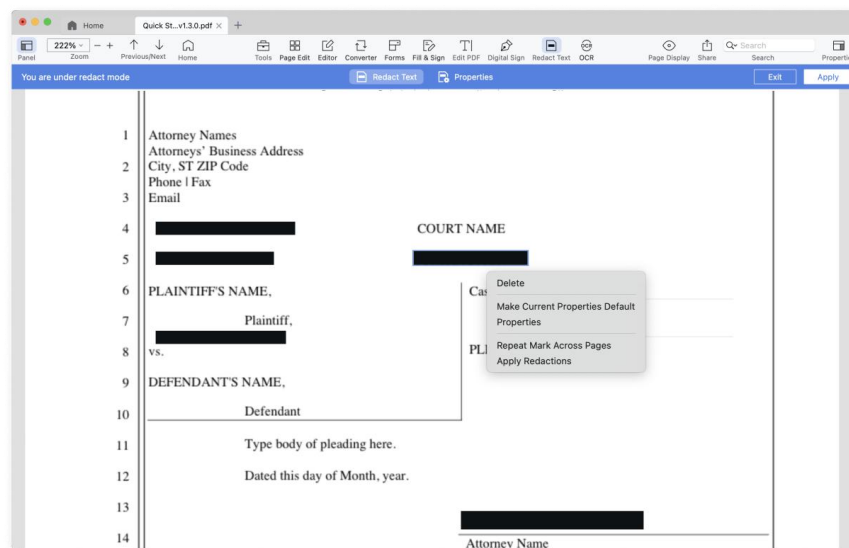 Home
Quick St...v1.3.0.pdf × +
222% − +
Panel Zoom Previous/Next Home Tools Page Edit Editor Converter Forms Fill & Sign Edit PDF Digital Sign Redact Text OCR Page Display Share Search
Search
You are under redact mode Redact Text Properties Exit Apply
1 Attorney Names
Attorneys' Business Address
2 City, ST ZIP Code
Phone | Fax
3 Email
4 COURT NAME
5
6 PLAINTIFF'S NAME,
7 Plaintiff,
8 vs.
9 DEFENDANT'S NAME,
10 Defendant
11 Type body of pleading here.
12 Dated this day of Month, year.
13
14 Attorney Name
Delete
Make Current Properties Default
Properties
Repeat Mark Across Pages
Apply Redactions